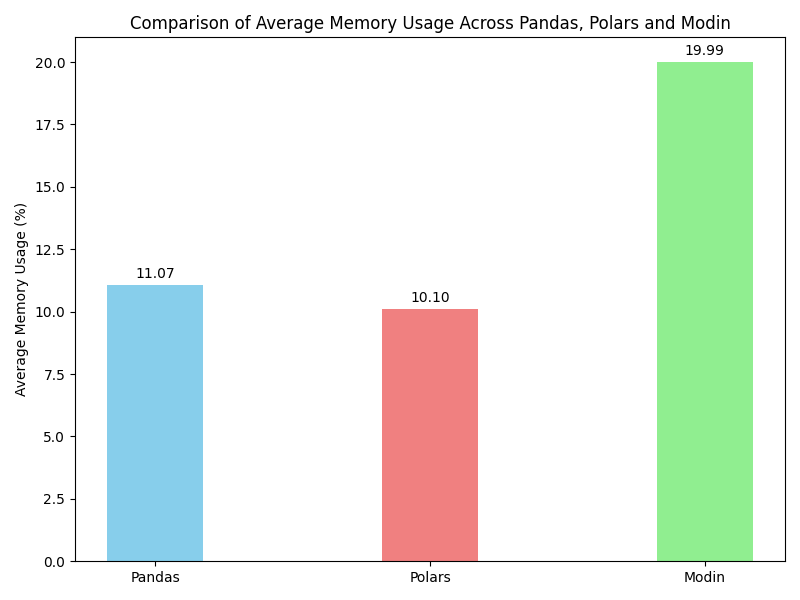 Comparison of Average Memory Usage Across Pandas, Polars and Modin
Average Memory Usage (%)
20.0
17.5
15.0
12.5
10.0
7.5
5.0
2.5
0.0
11.07
10.10
19.99
Pandas
Polars
Modin